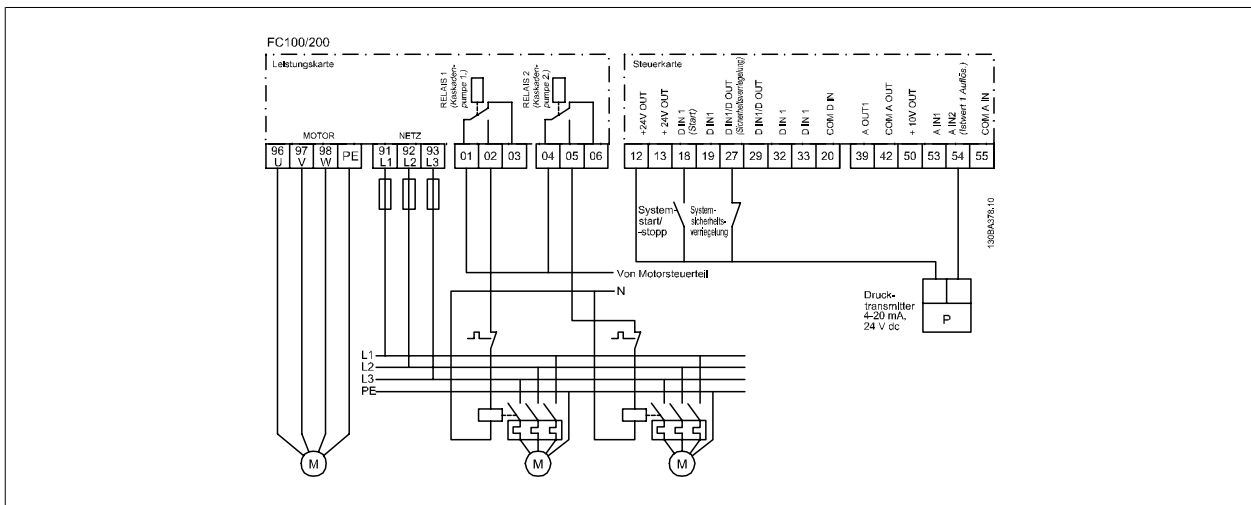 FC100/200
Leistungskarte
Steuerkarte
RELAIS 1
(Kaskaden-
pumpe 1.)
RELAIS 2
(Kaskaden-
pumpe 2.)
+24V OUT
+ 24V OUT
D IN 1
(Start)
D IN1
D IN1/D OUT
(Sicherheitsverriegelung)
D IN1/D OUT
D IN 1
D IN 1
COM D IN
A OUT1
COM A OUT
+ 10V OUT
A IN1
A IN2
(Istwert 1 Auflös.)
COM A IN
MOTOR
NETZ
96 97 98 PE 91 92 93 01 02 03 04 05 06 12 13 18 19 27 29 32 33 20 39 42 50 53 54 55
U V W L1 L2 L3
System-
start/
-stopp
System-
sicherheits-
verriegelung
130BA378.10
Von Motorsteuerteil
N
Druck-
transmitter
4-20 mA,
24 V dc
P
L1
L2
L3
PE
M M M